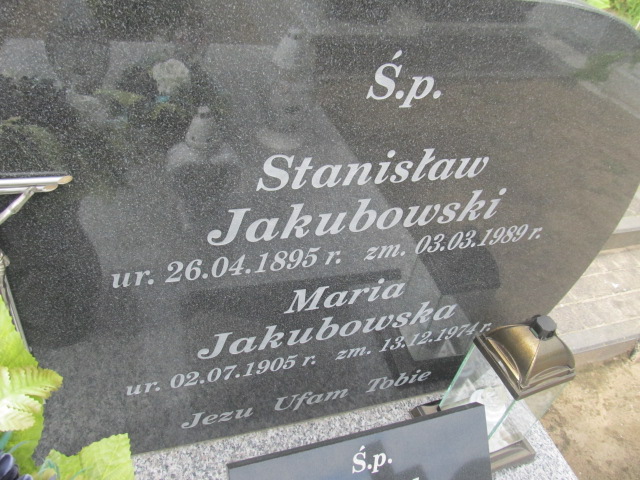 Ś.p.
Stanisław
Jakubowski
ur. 26.04.1895 r. zm. 03.03.1989 r.
Maria
Jakubowska
ur. 02.07.1905 r. zm. 13.12.1974 r.
Jezu Ufam Tobie
Ś.p.